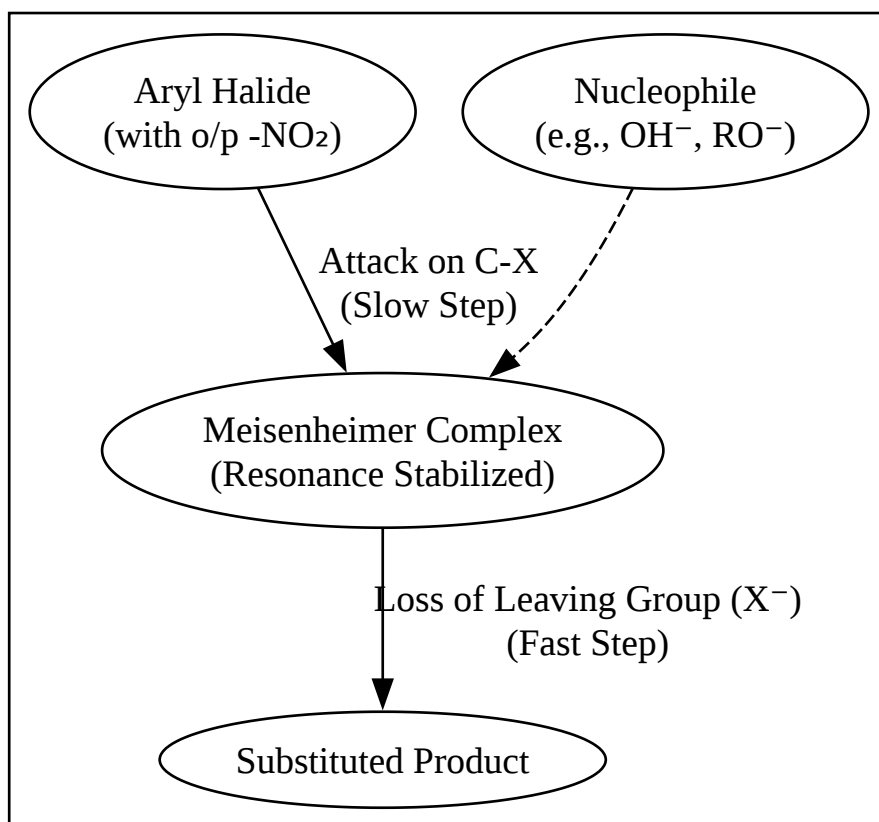 Aryl Halide
(with o/p -NO₂)
Nucleophile
(e.g., OH⁻, RO⁻)
Attack on C-X
(Slow Step)
Meisenheimer Complex
(Resonance Stabilized)
Loss of Leaving Group (X⁻)
(Fast Step)
Substituted Product